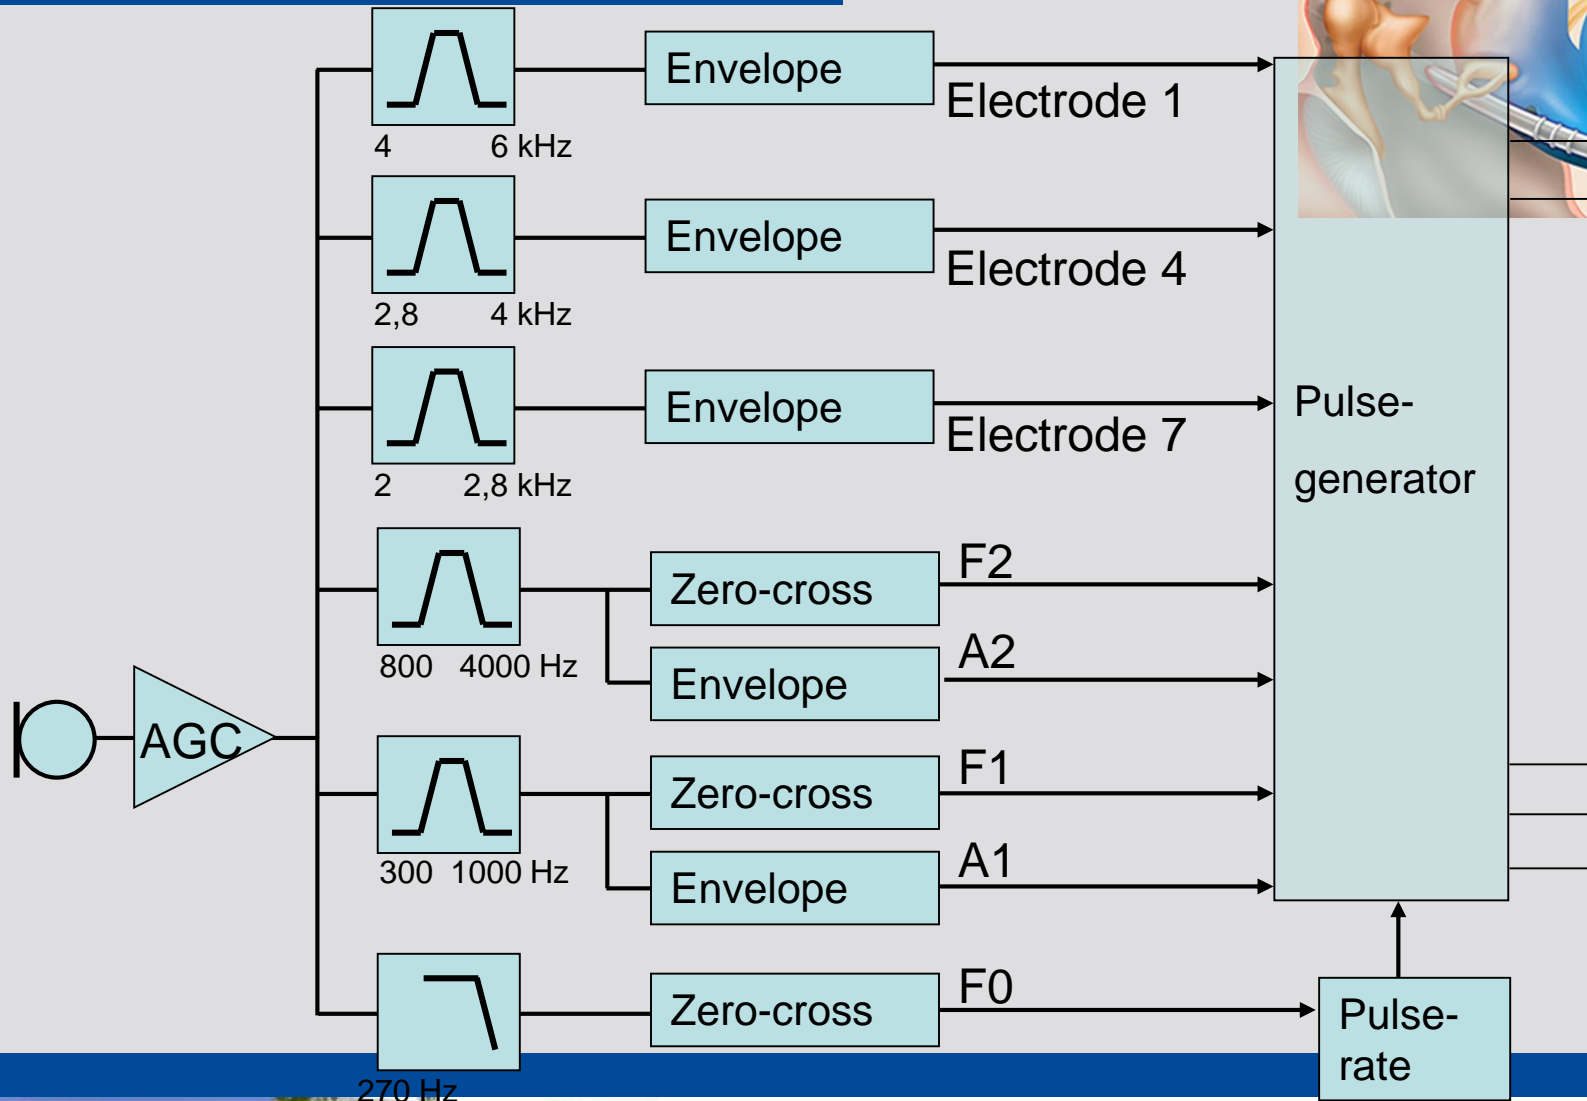 Envelope
Electrode 1
4 6 kHz
Envelope
Electrode 4
2,8 4 kHz
Envelope
Electrode 7
2 2,8 kHz
Pulse-
generator
Zero-cross
F2
800 4000 Hz
Envelope
A2
AGC
Zero-cross
F1
300 1000 Hz
Envelope
A1
Zero-cross
F0
270 Hz
Pulse-
rate